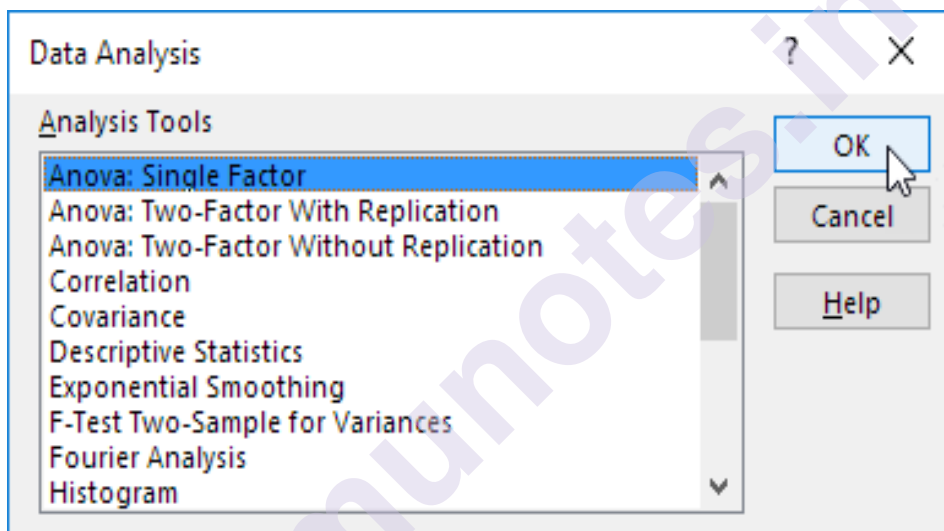 Data Analysis
?
Analysis Tools
Anova: Single Factor
Anova: Two-Factor With Replication
Anova: Two-Factor Without Replication
Correlation
Covariance
Descriptive Statistics
Exponential Smoothing
F-Test Two-Sample for Variances
Fourier Analysis
Histogram
OK
Cancel
Help
munotes.in